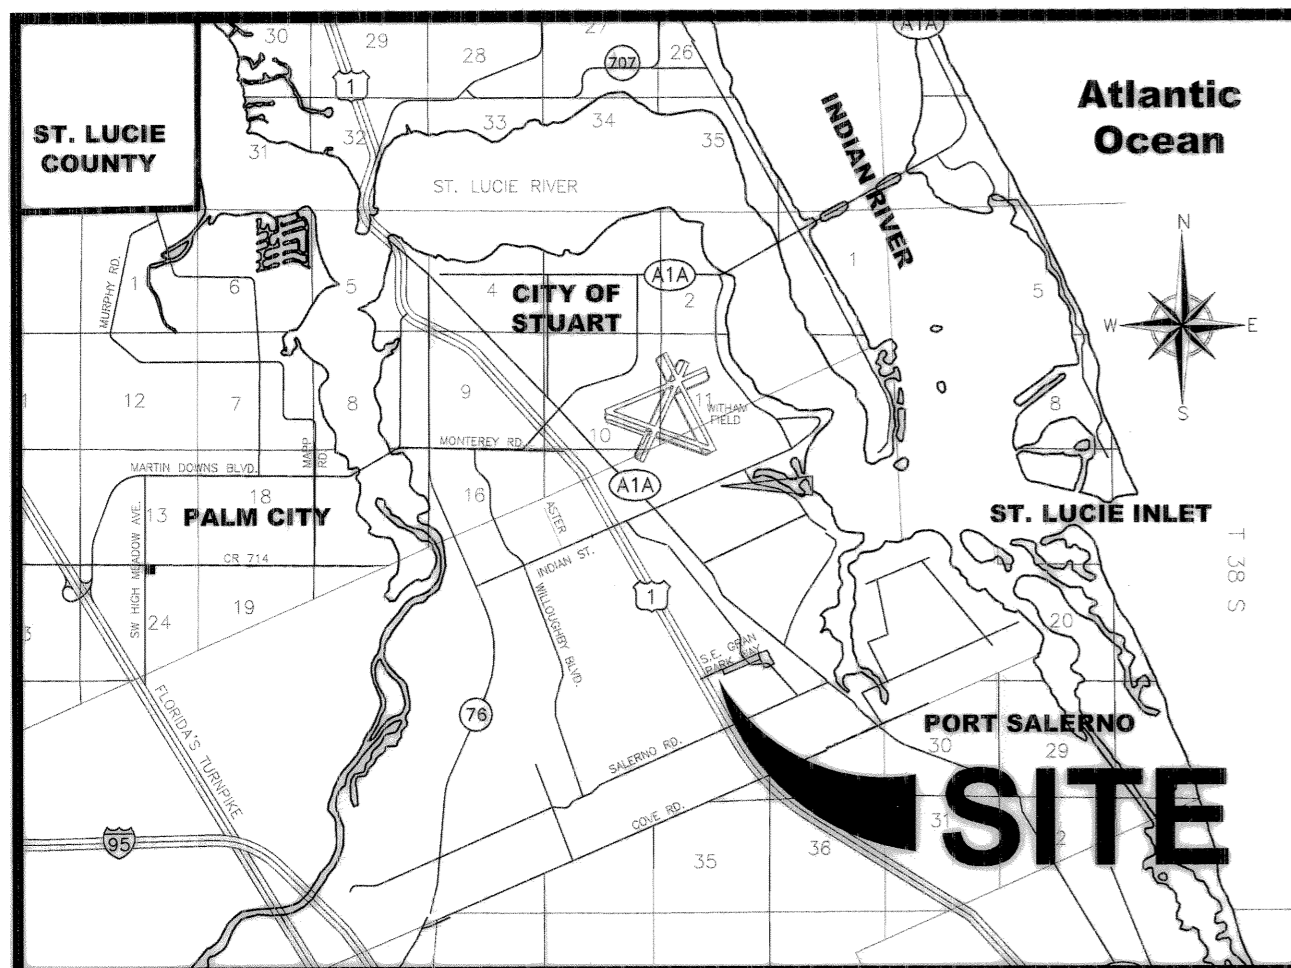 30
29
28
27
26
A1A
707
1
Atlantic
Ocean
ST. LUCIE
COUNTY
31
32
33
34
35
INDIAN RIVER
ST. LUCIE RIVER
N
W
E
S
MURPHY RD.
1
6
5
4
CITY OF
STUART
A1A
2
1
5
12
7
8
9
10
11
WITHAM
FIELD
8
MAPP
RD
MONTEREY RD.
MARTIN DOWNS BLVD.
A1A
18
16
13
PALM CITY
SW HIGH MEADOW AVE.
CR 714
ASTER
INDIAN ST.
ST. LUCIE INLET
T 38 S
1
WILLOUGHBY BLVD.
24
19
3
20
S.E. GRAN
PARK WAY
FLORIDA'S TURNPIKE
76
PORT SALERNO
30
29
SALERNO RD.
COVE RD.
SITE
31
95
35
36